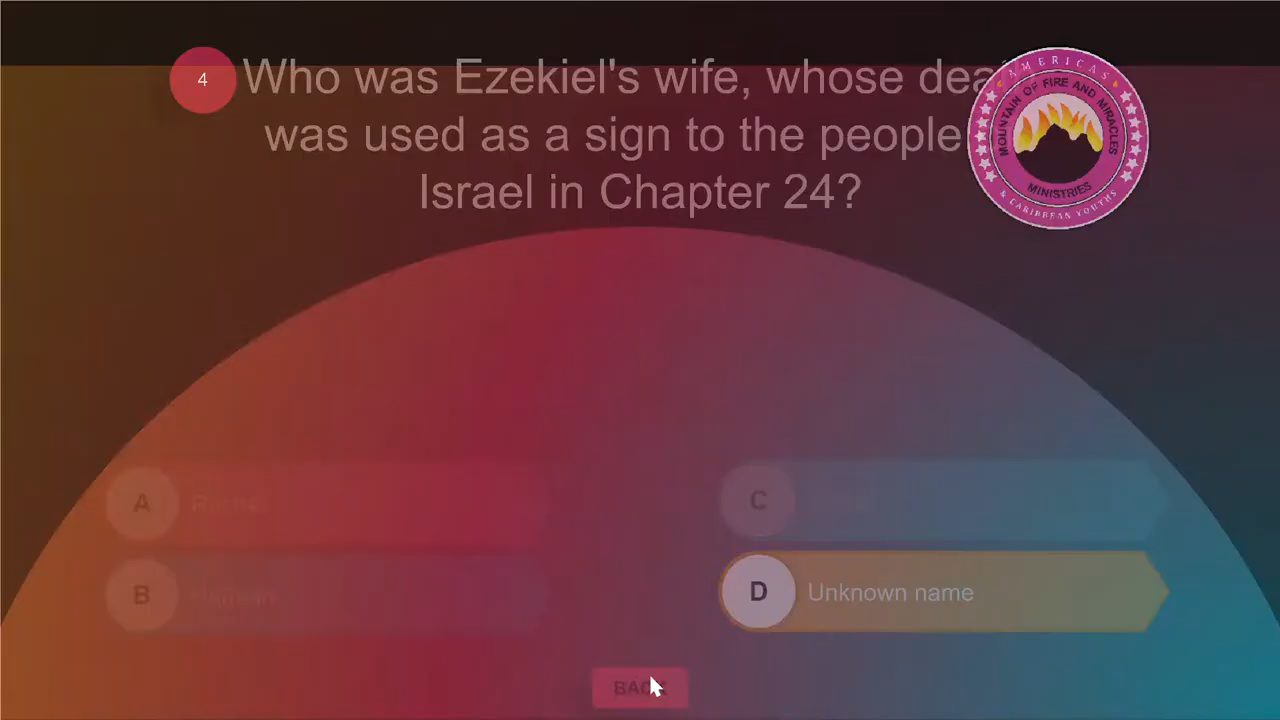 4
Who was Ezekiel's wife, whose dea
was used as a sign to the people
Israel in Chapter 24?
AMERICAS
MOUNTAIN OF FIRE AND MIRACLES
MINISTRIES
& CARIBBEAN YOUTHS
A
C
B
D Unknown name
BACK